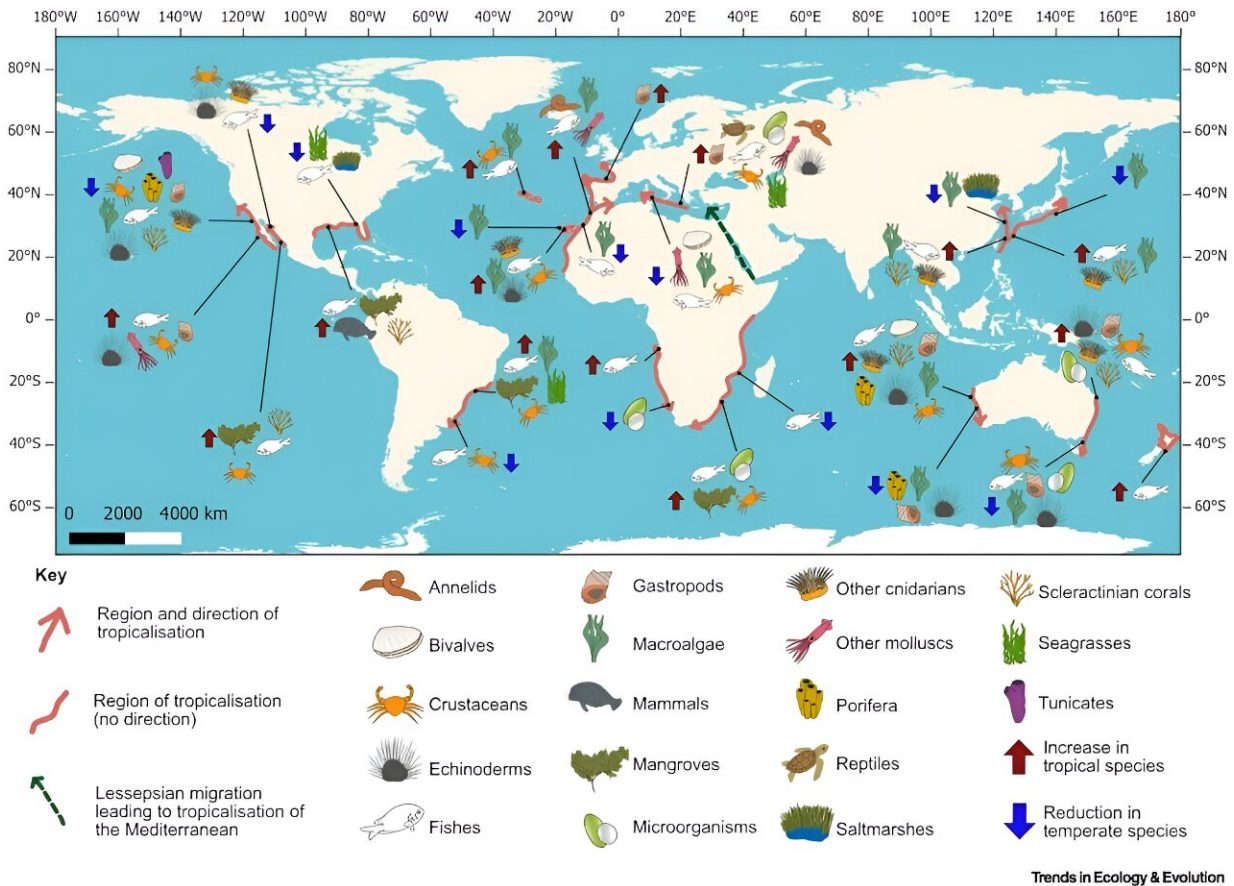 180°W 160°W 140°W 120°W 100°W 80°W 60°W 40°W 20°W 0° 20°E 40°E 60°E 80°E 100°E 120°E 140°E 160°E 180°
80°N 80°N
60°N 60°N
40°N 40°N
20°N 20°N
0° 0°
20°S 20°S
40°S 40°S
60°S 60°S
0 2000 4000 km
Key
Region and direction of
tropicalisation
Region of tropicalisation
(no direction)
Lessepsian migration
leading to tropicalisation of
the Mediterranean
Annelids
Bivalves
Crustaceans
Echinoderms
Fishes
Gastropods
Macroalgae
Mammals
Mangroves
Microorganisms
Other cnidarians
Other molluscs
Porifera
Reptiles
Saltmarshes
Scleractinian corals
Seagrasses
Tunicates
Increase in
tropical species
Reduction in
temperate species
Trends in Ecology & Evolution